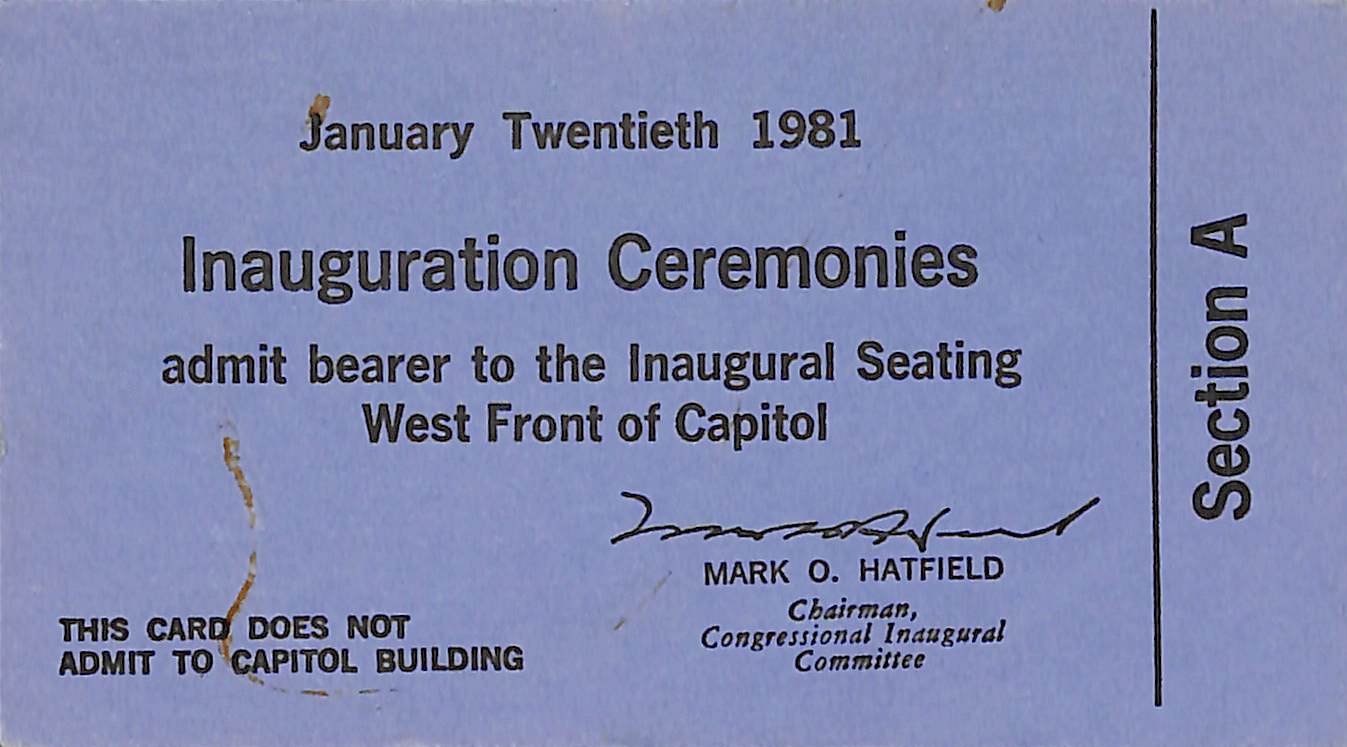 January Twentieth 1981
Inauguration Ceremonies
admit bearer to the Inaugural Seating
West Front of Capitol
MARK O. HATFIELD
Chairman,
Congressional Inaugural
Committee
THIS CARD DOES NOT
ADMIT TO CAPITOL BUILDING
Section A